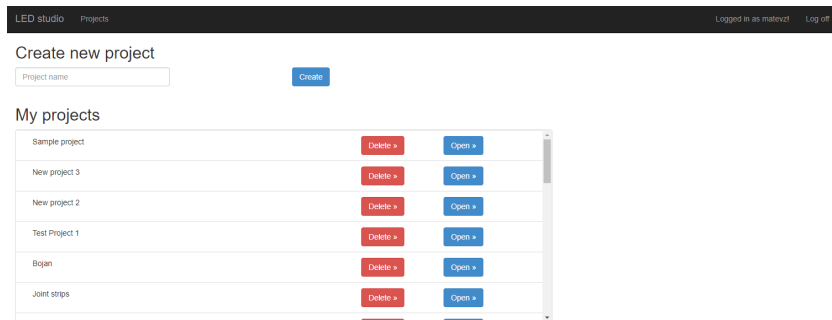 LED studio Projects Logged in as matevz! Log off
Create new project
Project name Create
My projects
Sample project Delete » Open »
New project 3 Delete » Open »
New project 2 Delete » Open »
Test Project 1 Delete » Open »
Bojan Delete » Open »
Joint strips Delete » Open »